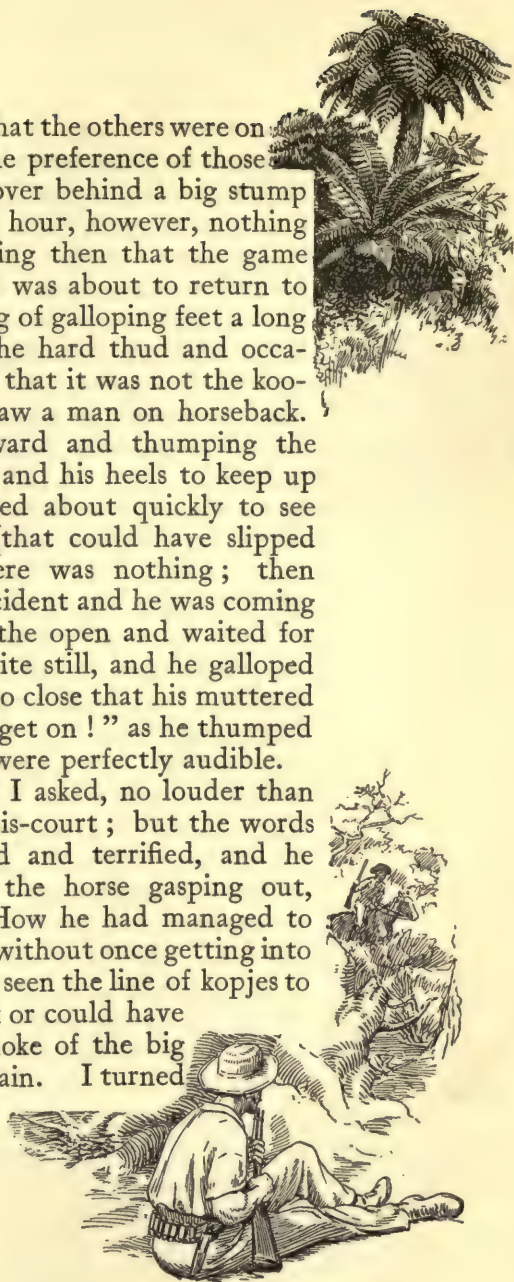 hat the others were on
e preference of those
over behind a big stump
hour, however, nothing
ing then that the game
was about to return to
g of galloping feet a long
he hard thud and occa-
that it was not the koo-
aw a man on horseback.
vard and thumping the
and his heels to keep up
ed about quickly to see
that could have slipped
ere was nothing ; then
cident and he was coming
the open and waited for
ite still, and he galloped
o close that his muttered
get on ! ” as he thumped
were perfectly audible.
I asked, no louder than
is-court ; but the words
d and terrified, and he
the horse gasping out,
How he had managed to
without once getting into
seen the line of kopjes to
or could have
oke of the big
ain. I turned